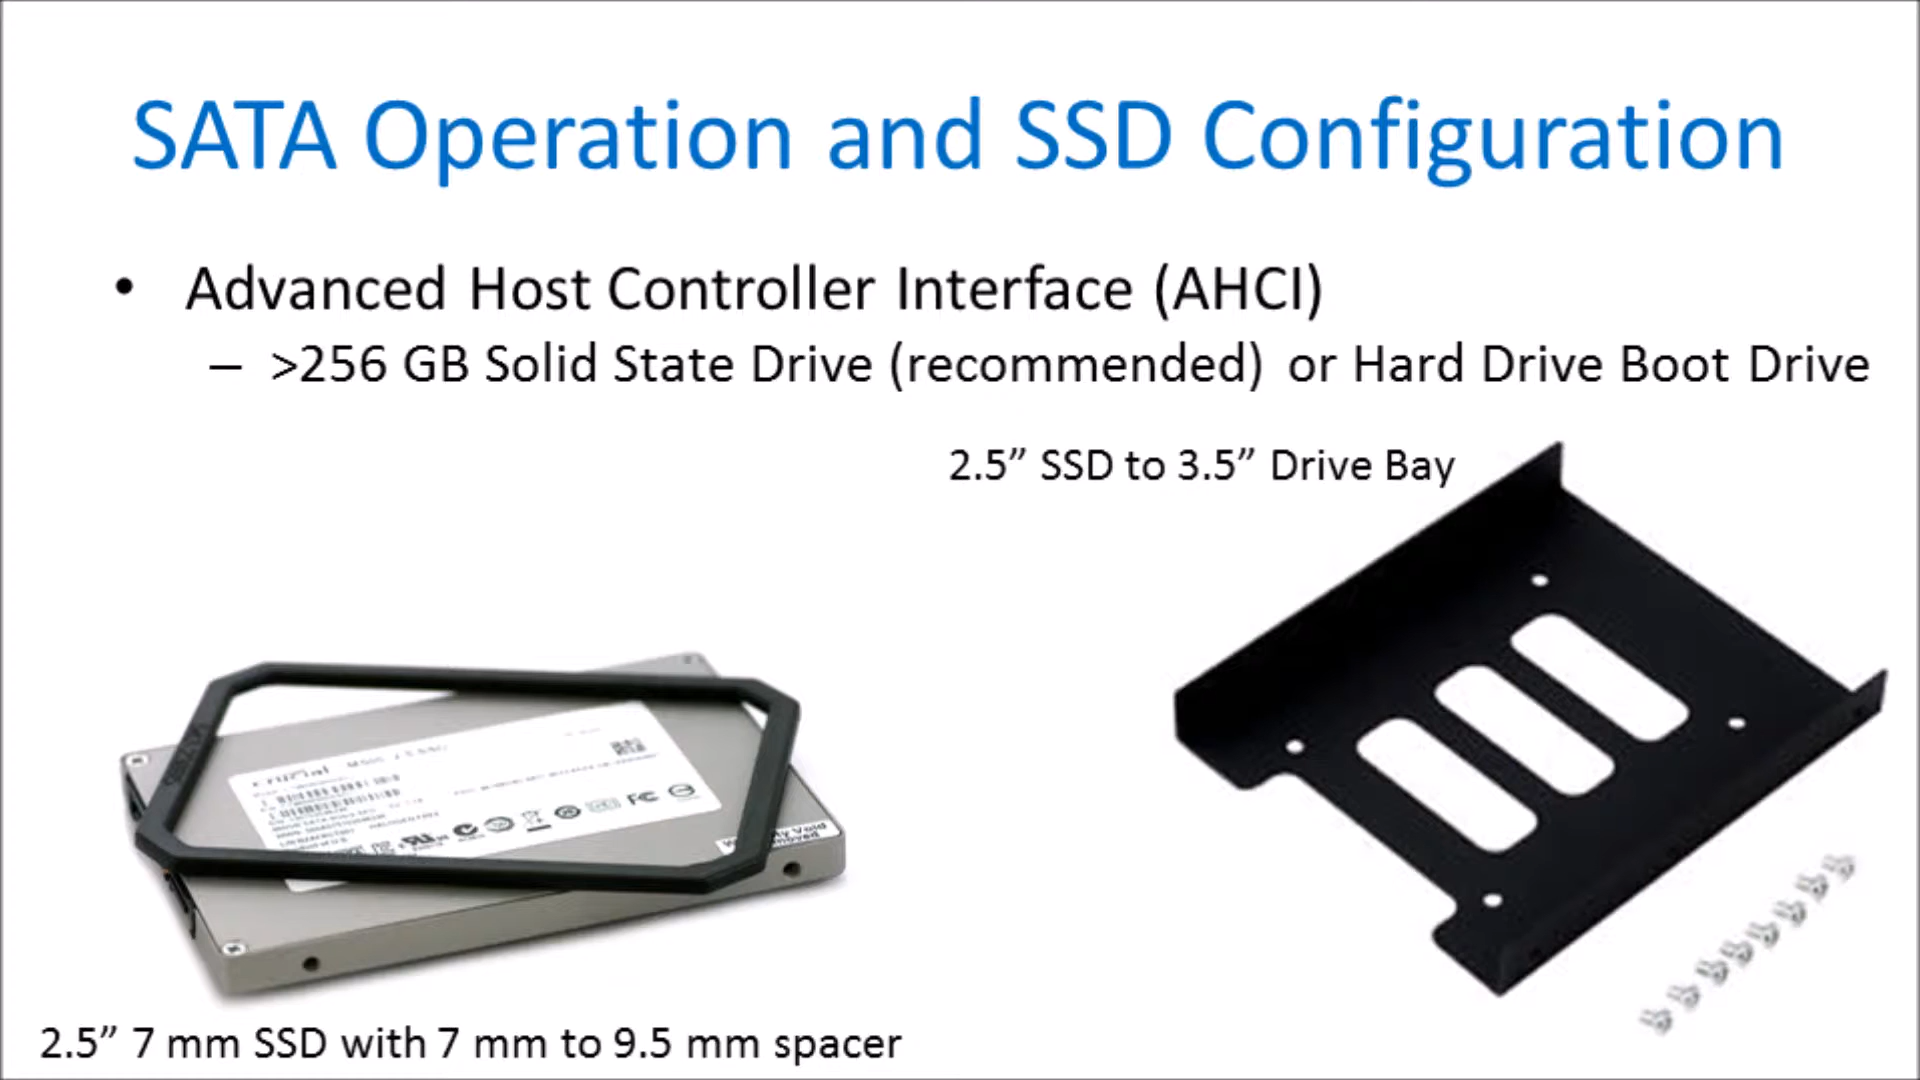 SATA Operation and SSD Configuration
• Advanced Host Controller Interface (AHCI)
– >256 GB Solid State Drive (recommended) or Hard Drive Boot Drive
2.5” SSD to 3.5” Drive Bay
crucial
2.5” 7 mm SSD with 7 mm to 9.5 mm spacer